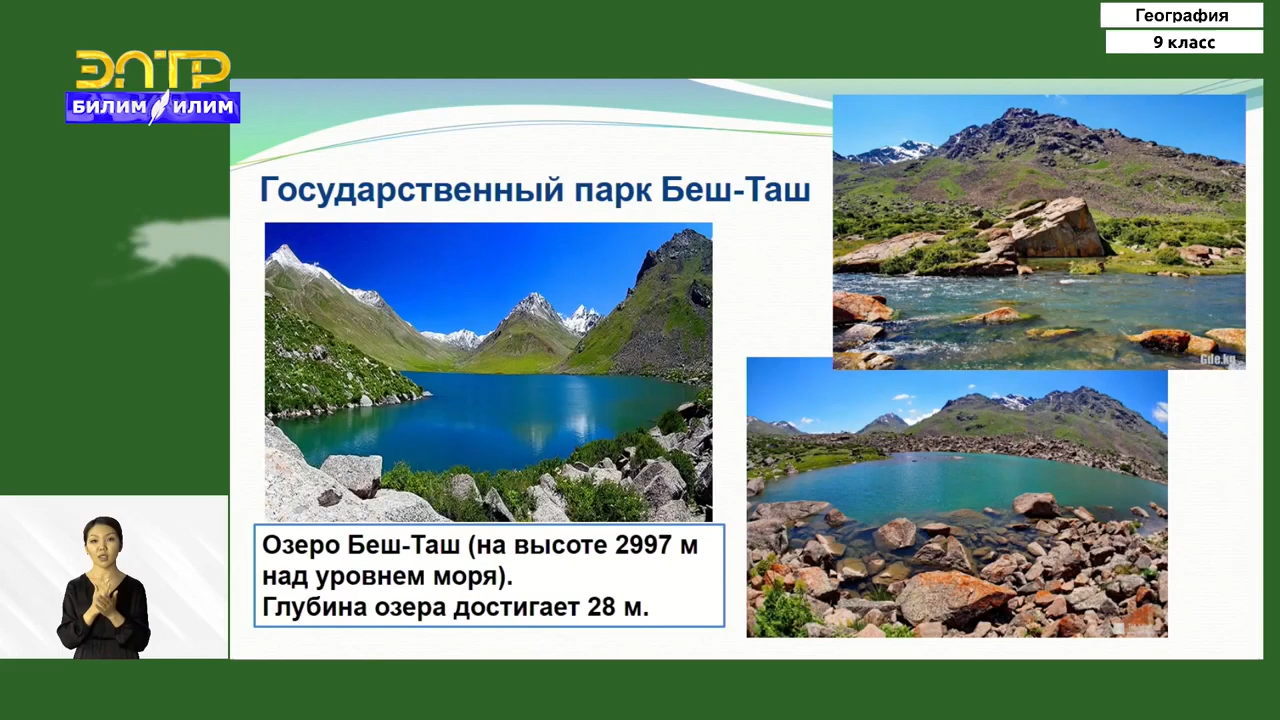 География
9 класс
ЭЛТР
БИЛИМ ИЛИМ
Государственный парк Беш-Таш
Gde.kg
Озеро Беш-Таш (на высоте 2997 м
над уровнем моря).
Глубина озера достигает 28 м.